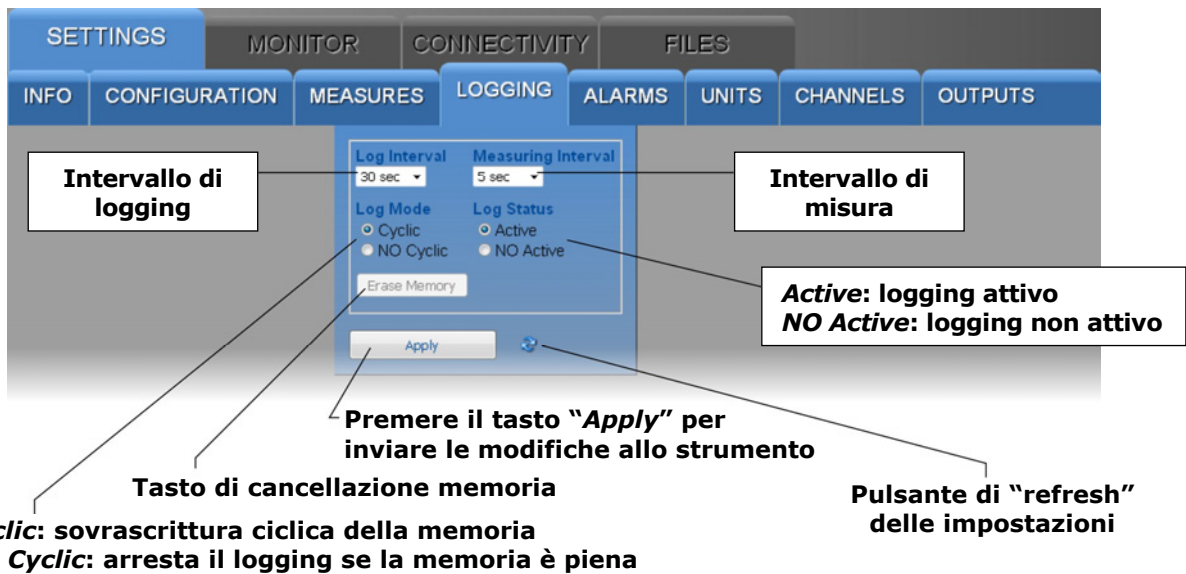 SETTINGS MONITOR CONNECTIVITY FILES
INFO CONFIGURATION MEASURES LOGGING ALARMS UNITS CHANNELS OUTPUTS
Intervallo di
logging
Log Interval Measuring Interval
30 sec 5 sec
Log Mode Log Status
Cyclic Active
NO Cyclic NO Active
Erase Memory
Apply
Intervallo di
misura
Active: logging attivo
NO Active: logging non attivo
Premere il tasto “Apply” per
inviare le modifiche allo strumento
Tasto di cancellazione memoria
Pulsante di “refresh”
delle impostazioni
clic: sovrascrittura ciclica della memoria
Cyclic: arresta il logging se la memoria è piena